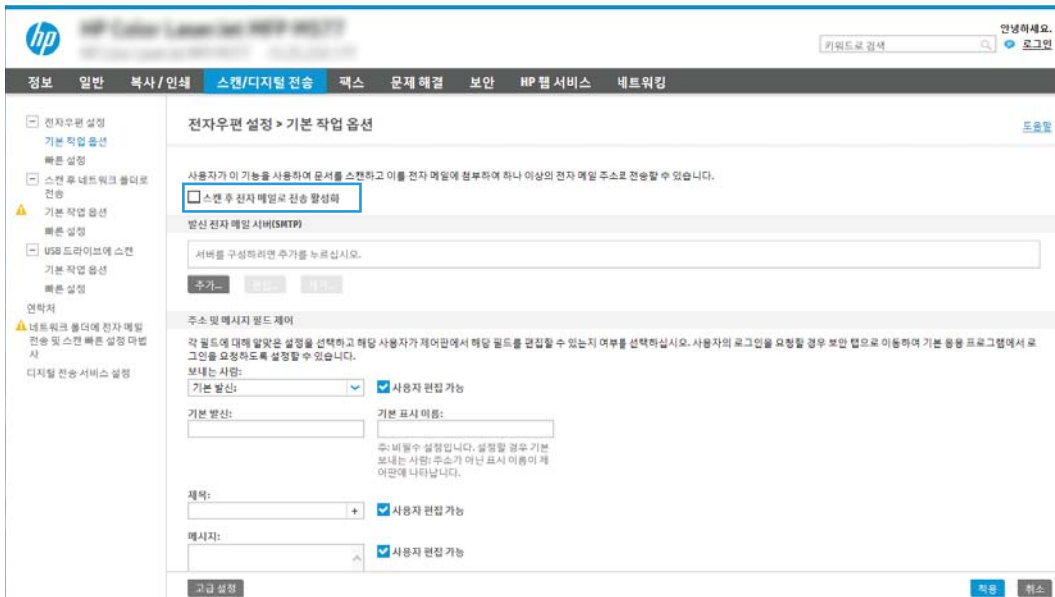 hp
안녕하세요.
키워드로 검색
로그인
정보 일반 복사 / 인쇄 스캔/디지털 전송 팩스 문제 해결 보안 HP 웹 서비스 네트워킹
전자우편 설정
기본 작업 옵션
빠른 설정
스캔 후 네트워크 폴더로
전송
기본 작업 옵션
빠른 설정
USB 드라이브에 스캔
기본 작업 옵션
빠른 설정
연락처
네트워크 폴더에 전자 메일
전송 및 스캔 빠른 설정 마법
사
디지털 전송 서비스 설정
전자우편 설정 > 기본 작업 옵션
도움말
사용자가 이 기능을 사용하여 문서를 스캔하고 이를 전자 메일에 첨부하여 하나 이상의 전자 메일 주소로 전송할 수 있습니다.
스캔 후 전자 메일로 전송 활성화
발신 전자 메일 서버(SMTP)
서버를 구성하려면 추가를 누르십시오.
추가... 편집... 제거...
주소 및 메시지 필드 제어
각 필드에 대해 알맞은 설정을 선택하고 해당 사용자가 제어판에서 해당 필드를 편집할 수 있는지 여부를 선택하십시오. 사용자의 로그인을 요청할 경우 보안 탭으로 이동하여 기본 응용 프로그램에서 로
그인을 요청하도록 설정할 수 있습니다.
보내는 사람:
기본 발신: 사용자 편집 가능
기본 발신: 기본 표시 이름:
주: 비필수 설정입니다. 설정할 경우 기본
보내는 사람: 주소가 아닌 표시 이름이 제
어판에 나타납니다.
제목:
+ 사용자 편집 가능
메시지:
사용자 편집 가능
고급 설정 적용 취소